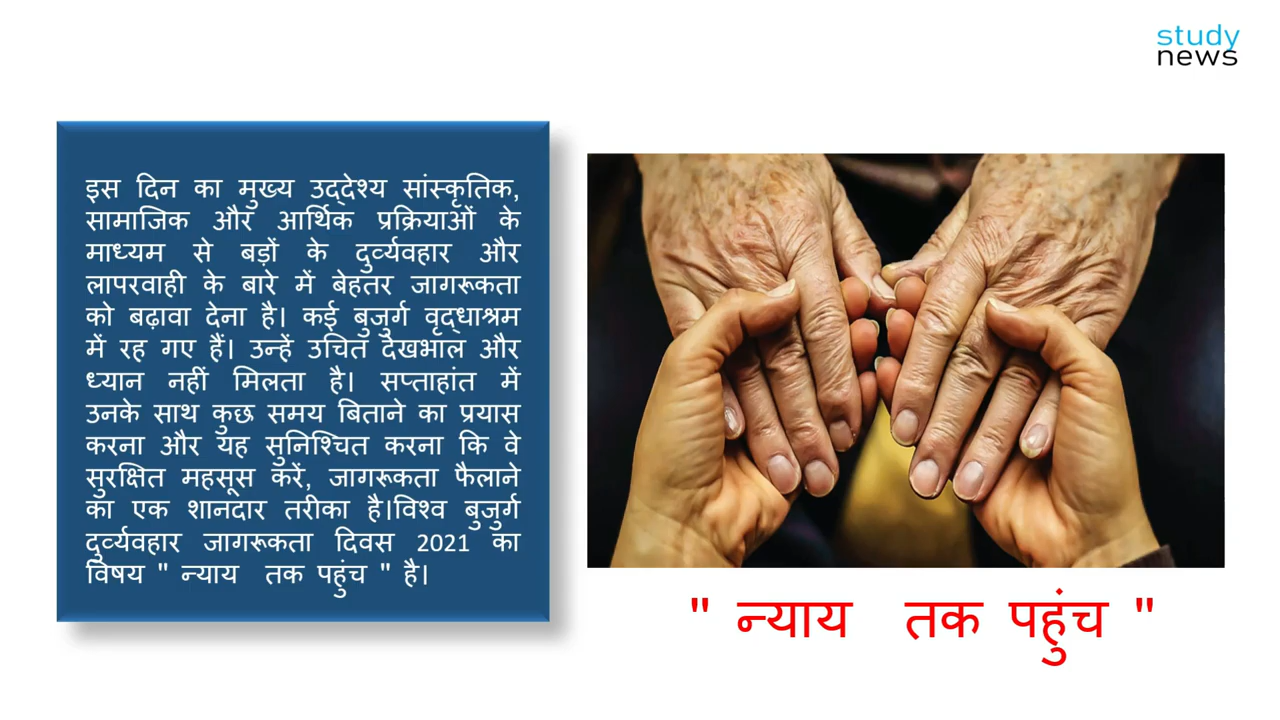 study
news
इस दिन का मुख्य उद्देश्य सांस्कृतिक,
सामाजिक और आर्थिक प्रक्रियाओं के
माध्यम से बड़ों के दुर्व्यवहार और
लापरवाही के बारे में बेहतर जागरूकता
को बढ़ावा देना है। कई बुजुर्ग वृद्धाश्रम
में रह गए हैं। उन्हें उचित देखभाल और
ध्यान नहीं मिलता है। सप्ताहांत में
उनके साथ कुछ समय बिताने का प्रयास
करना और यह सुनिश्चित करना कि वे
सुरक्षित महसूस करें, जागरूकता फैलाने
का एक शानदार तरीका है।विश्व बुजुर्ग
दुर्व्यवहार जागरूकता दिवस 2021 का
विषय " न्याय तक पहुंच " है।
" न्याय तक पहुंच "